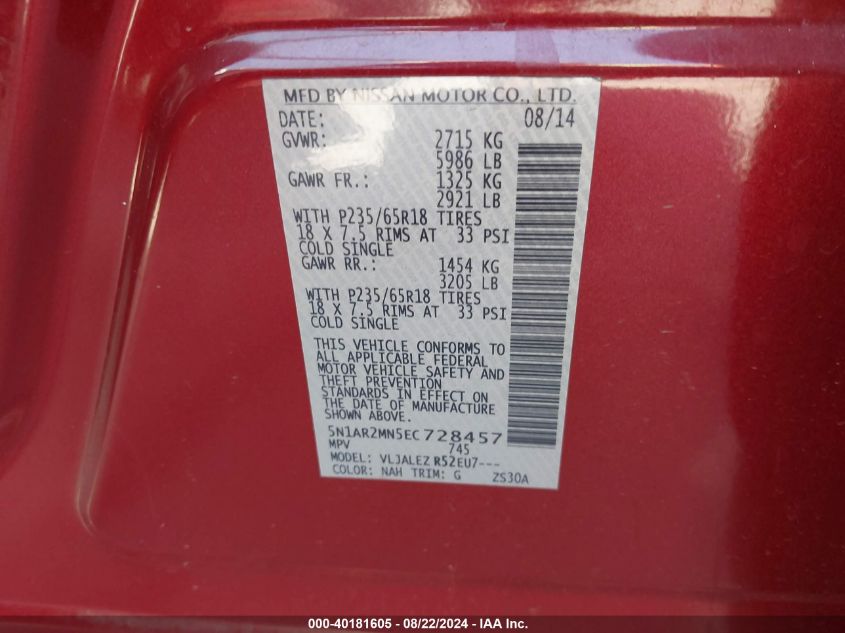 MFD BY NISSAN MOTOR CO., LTD.
DATE: 08/14
GVWR: 2715 KG
5986 LB
GAWR FR.: 1325 KG
2921 LB
WITH P235/65R18 TIRES
18 X 7.5 RIMS AT 33 PSI
COLD SINGLE
GAWR RR.: 1454 KG
3205 LB
WITH P235/65R18 TIRES
18 X 7.5 RIMS AT 33 PSI
COLD SINGLE
THIS VEHICLE CONFORMS TO
ALL APPLICABLE FEDERAL
MOTOR VEHICLE SAFETY AND
THEFT PREVENTION
STANDARDS IN EFFECT ON
THE DATE OF MANUFACTURE
SHOWN ABOVE.
5N1AR2MN5EC728457
MPV 745
MODEL: VLJALEZ R52EU7---
COLOR: NAH TRIM: G ZS30A
000-40181605 - 08/22/2024 - IAA Inc.